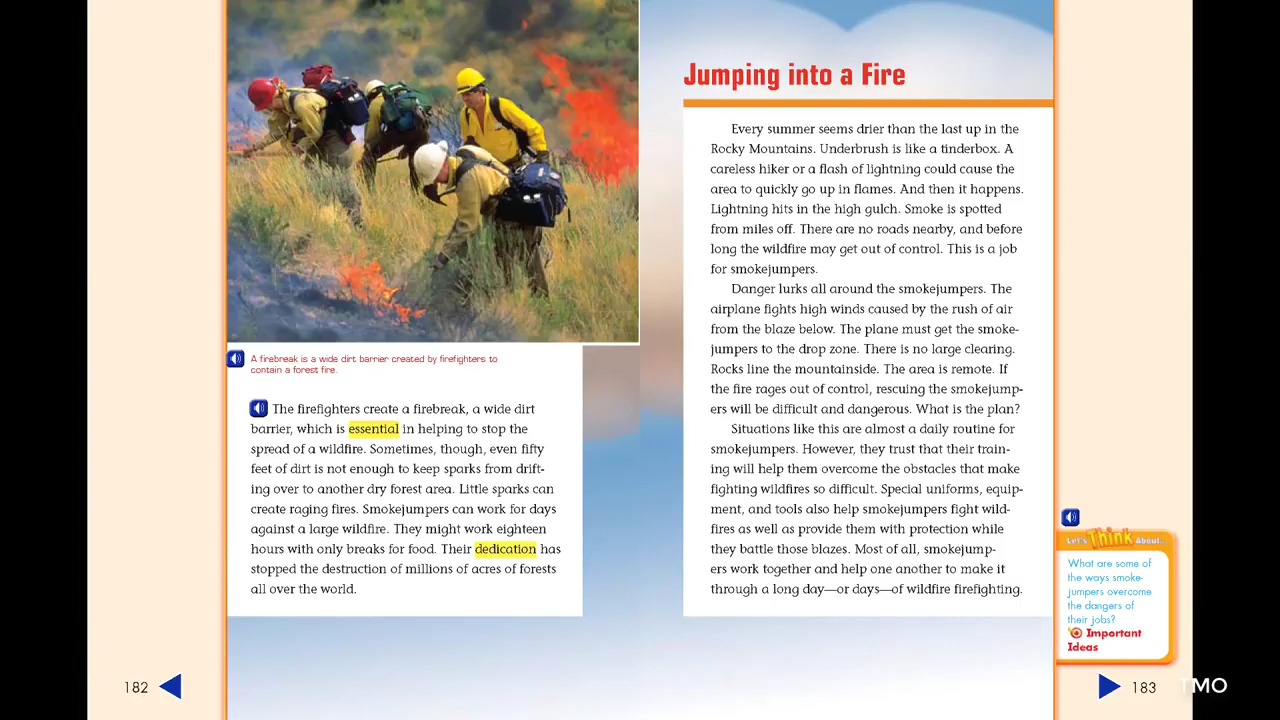 A firebreak is a wide dirt barrier created by firefighters to
contain a forest fire.
The firefighters create a firebreak, a wide dirt
barrier, which is essential in helping to stop the
spread of a wildfire. Sometimes, though, even fifty
feet of dirt is not enough to keep sparks from drift-
ing over to another dry forest area. Little sparks can
create raging fires. Smokejumpers can work for days
against a large wildfire. They might work eighteen
hours with only breaks for food. Their dedication has
stopped the destruction of millions of acres of forests
all over the world.
182
Jumping into a Fire
Every summer seems drier than the last up in the
Rocky Mountains. Underbrush is like a tinderbox. A
careless hiker or a flash of lightning could cause the
area to quickly go up in flames. And then it happens.
Lightning hits in the high gulch. Smoke is spotted
from miles off. There are no roads nearby, and before
long the wildfire may get out of control. This is a job
for smokejumpers.
Danger lurks all around the smokejumpers. The
airplane fights high winds caused by the rush of air
from the blaze below. The plane must get the smoke-
jumpers to the drop zone. There is no large clearing.
Rocks line the mountainside. The area is remote. If
the fire rages out of control, rescuing the smokejump-
ers will be difficult and dangerous. What is the plan?
Situations like this are almost a daily routine for
smokejumpers. However, they trust that their train-
ing will help them overcome the obstacles that make
fighting wildfires so difficult. Special uniforms, equip-
ment, and tools also help smokejumpers fight wild-
fires as well as provide them with protection while
they battle those blazes. Most of all, smokejump-
ers work together and help one another to make it
through a long day—or days—of wildfire firefighting.
Let's Think About...
What are some of
the ways smoke-
jumpers overcome
the dangers of
their jobs?
Important
Ideas
183
TMO